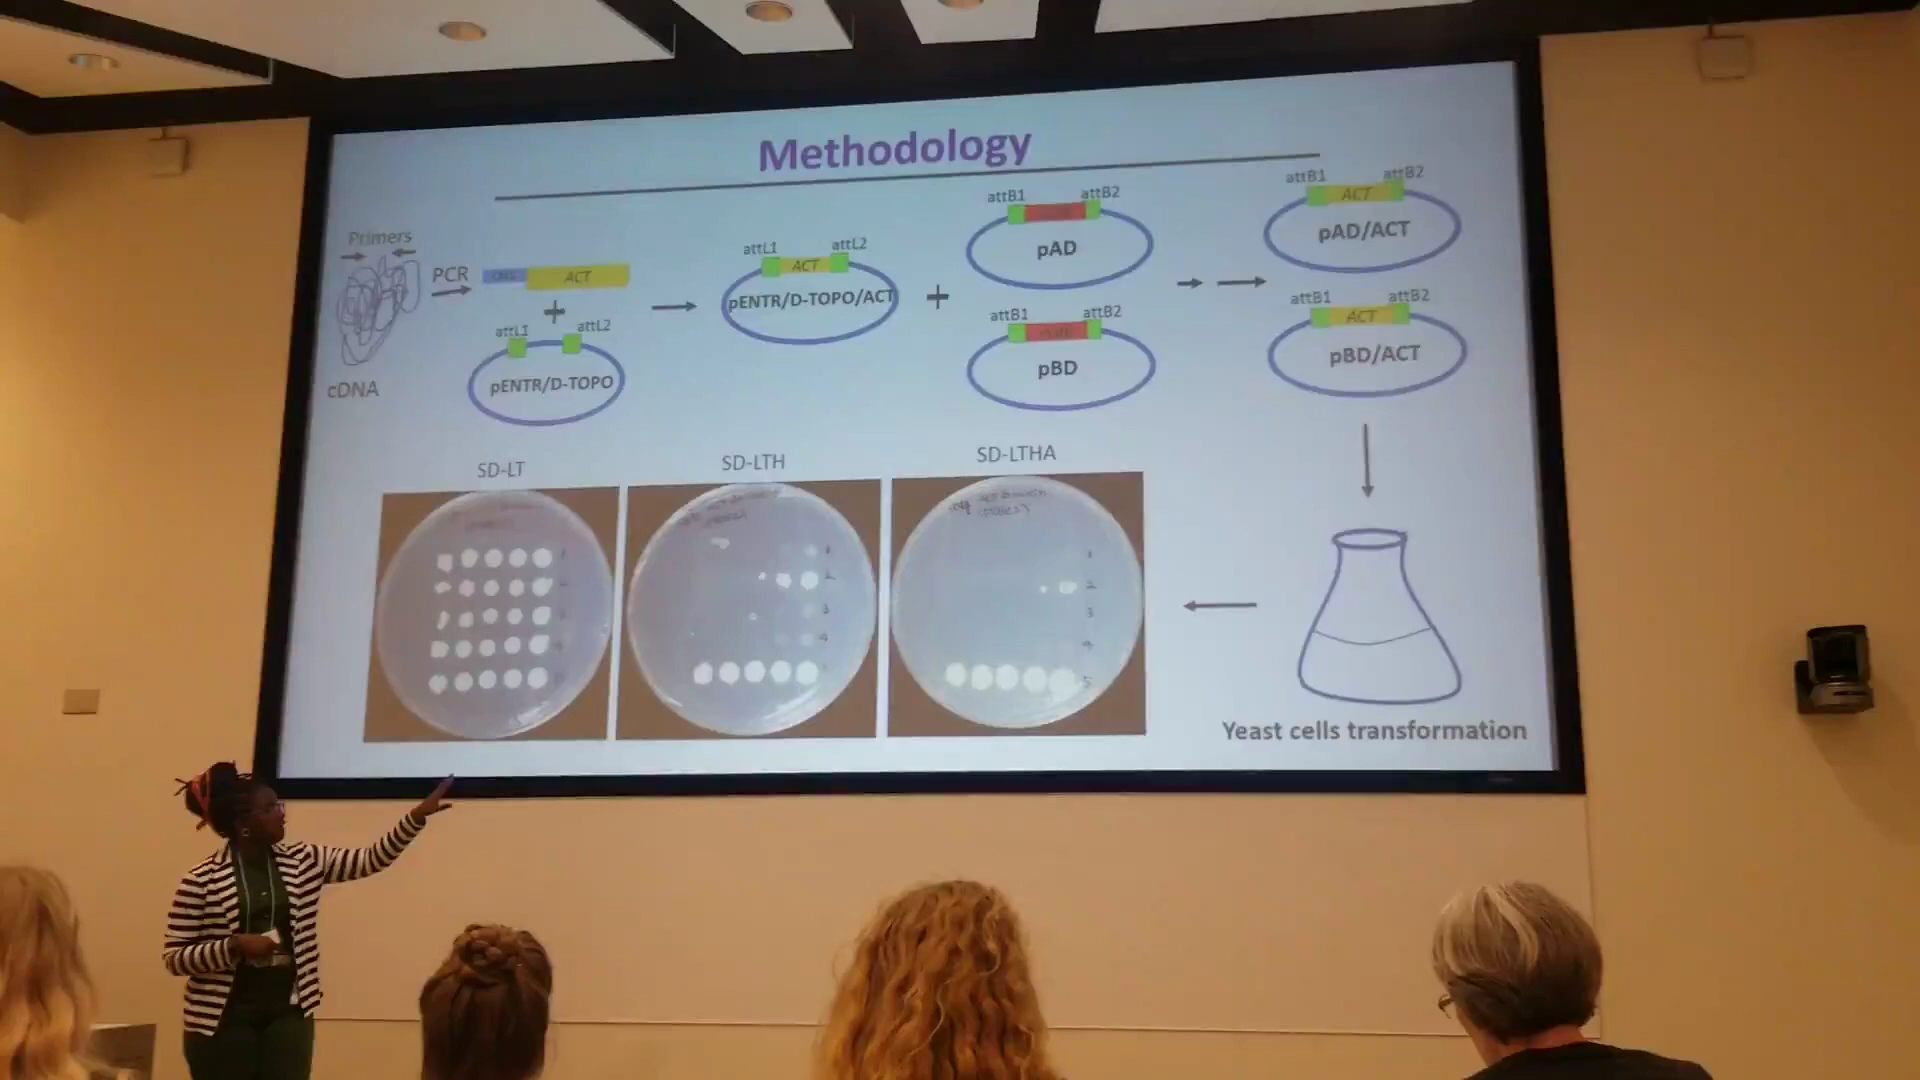 Methodology
Primers
cDNA
PCR
ACT
+
attL1
attL2
pENTR/D-TOPO
attL1
attL2
ACT
pENTR/D-TOPO/ACT
+
attB1
attB2
pAD
attB1
attB2
pBD
attB1
attB2
ACT
pAD/ACT
attB1
attB2
ACT
pBD/ACT
Yeast cells transformation
SD-LT
SD-LTH
SD-LTHA